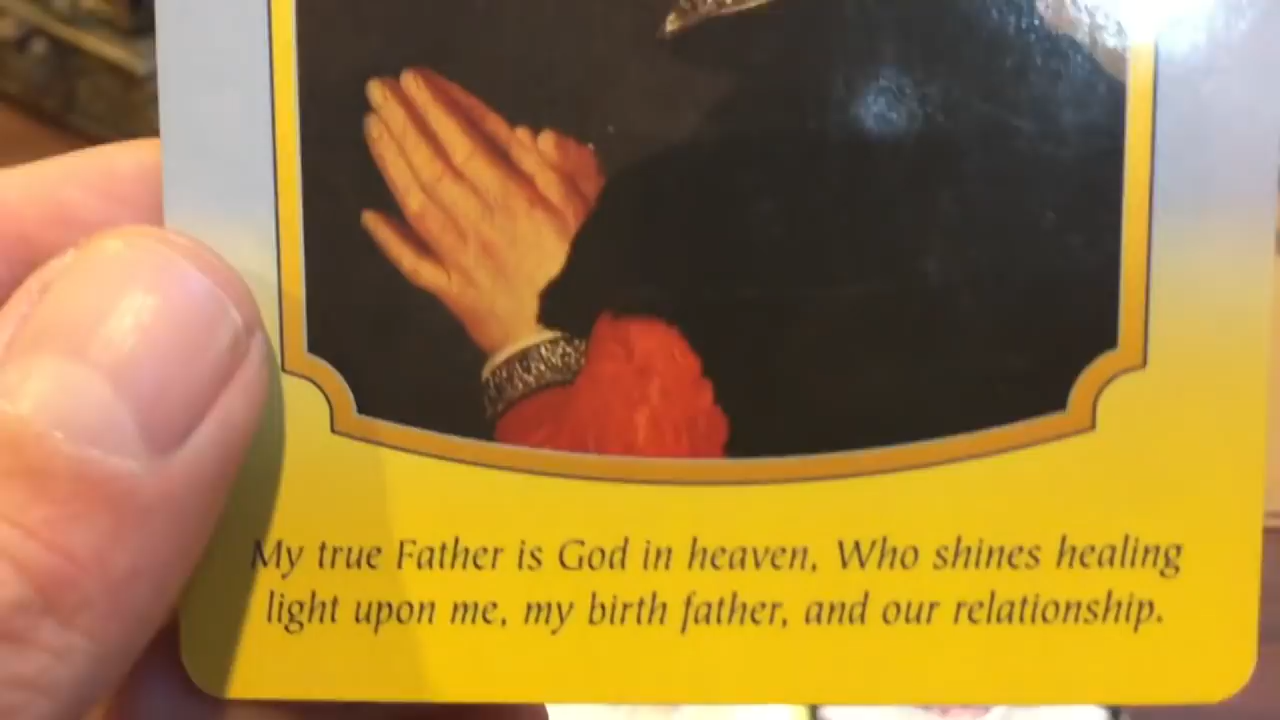 My true Father is God in heaven, Who shines healing
light upon me, my birth father, and our relationship.